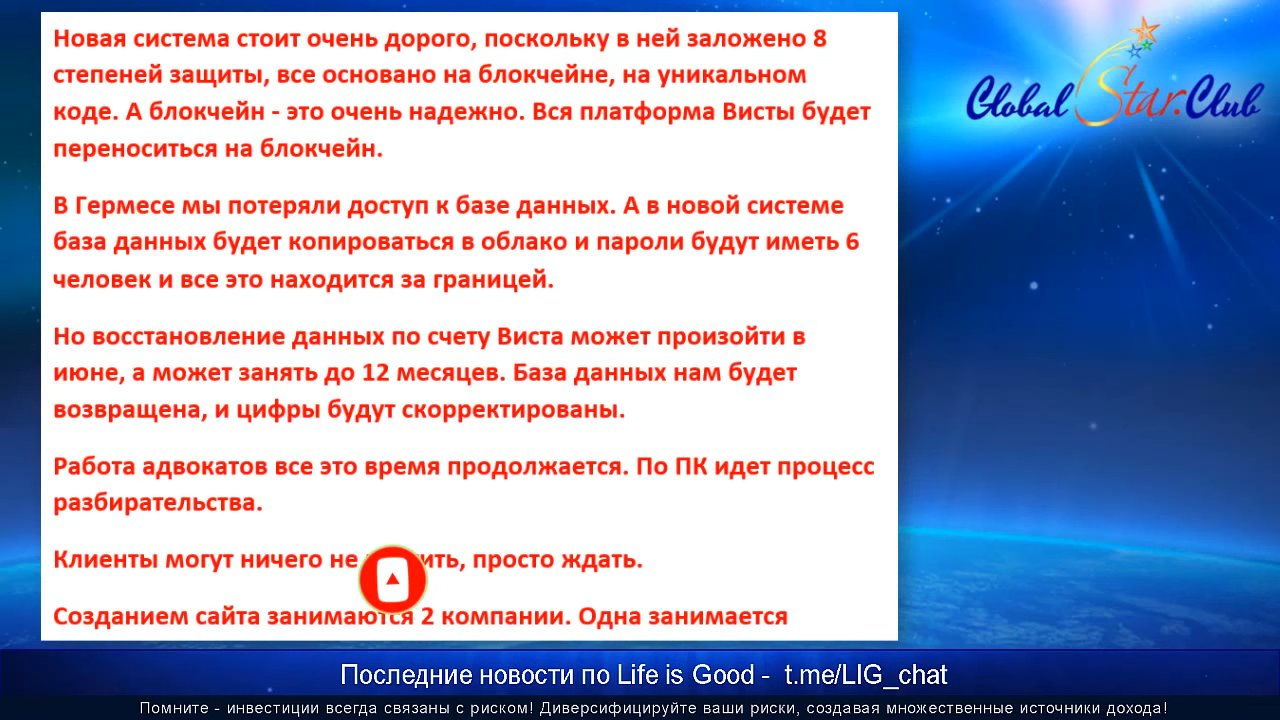 Новая система стоит очень дорого, поскольку в ней заложено 8
степеней защиты, все основано на блокчейне, на уникальном
коде. А блокчейн - это очень надежно. Вся платформа Висты будет
переноситься на блокчейн.
В Гермесе мы потеряли доступ к базе данных. А в новой системе
база данных будет копироваться в облако и пароли будут иметь 6
человек и все это находится за границей.
Но восстановление данных по счету Виста может произойти в
июне, а может занять до 12 месяцев. База данных нам будет
возвращена, и цифры будут скорректированы.
Работа адвокатов все это время продолжается. По ПК идет процесс
разбирательства.
Клиенты могут ничего не , просто ждать.
Созданием сайта занимаются 2 компании. Одна занимается
Global Star.Club
Последние новости по Life is Good - t.me/LIG_chat
Помните - инвестиции всегда связаны с риском! Диверсифицируйте ваши риски, создавая множественные источники дохода!